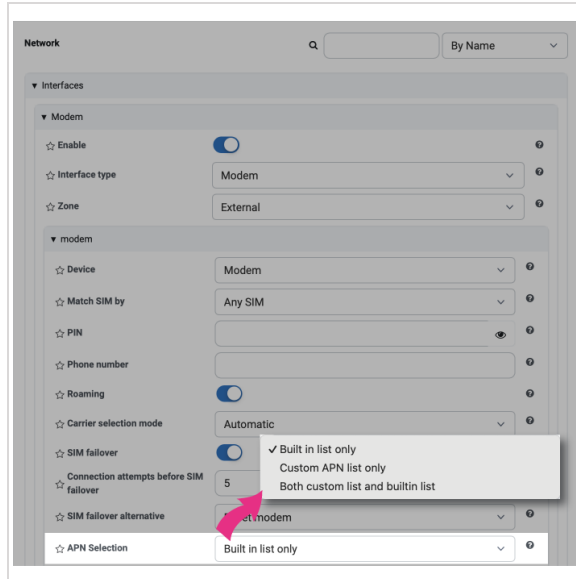 Network
By Name
Interfaces
Modem
Enable
Interface type
Modem
Zone
External
modem
Device
Modem
Match SIM by
Any SIM
PIN
Phone number
Roaming
Carrier selection mode
Automatic
SIM failover
✓ Built in list only
Custom APN list only
Both custom list and builtin list
Connection attempts before SIM
failover
5
SIM failover alternative
et modem
APN Selection
Built in list only